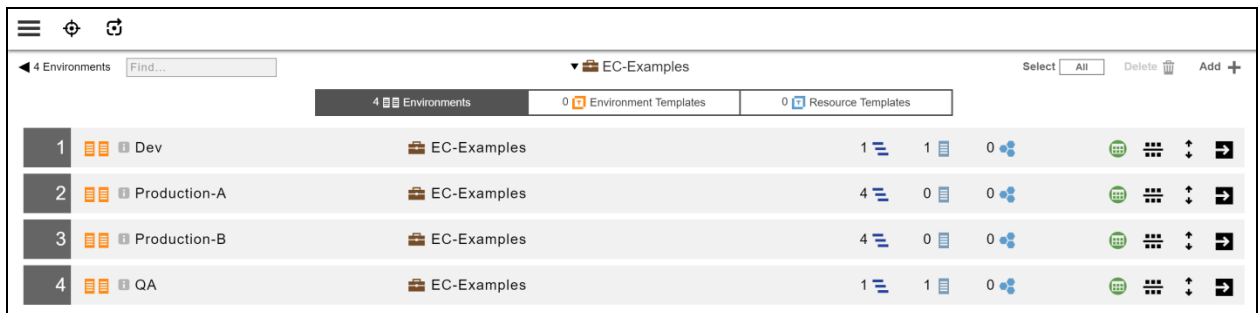 4 Environments Find... EC-Examples Select All Delete Add
4 Environments 0 T Environment Templates 0 T Resource Templates
1 i Dev EC-Examples 1 1 0
2 i Production-A EC-Examples 4 0 0
3 i Production-B EC-Examples 4 0 0
4 i QA EC-Examples 1 1 0